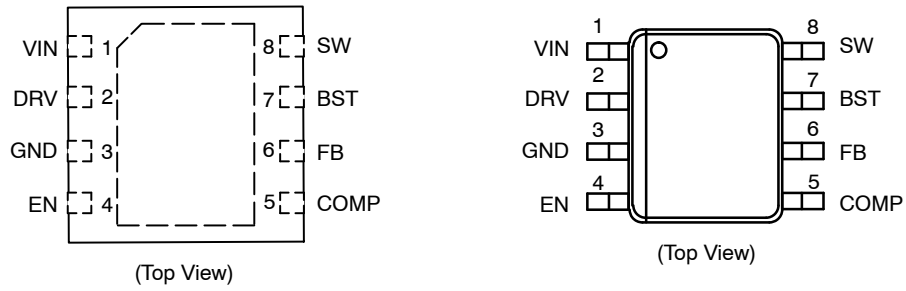 VIN 1 8 SW
DRV 2 7 BST
GND 3 6 FB
EN 4 5 COMP
(Top View)
1 8
VIN SW
2 7
DRV BST
3 6
GND FB
4 5
EN COMP
(Top View)